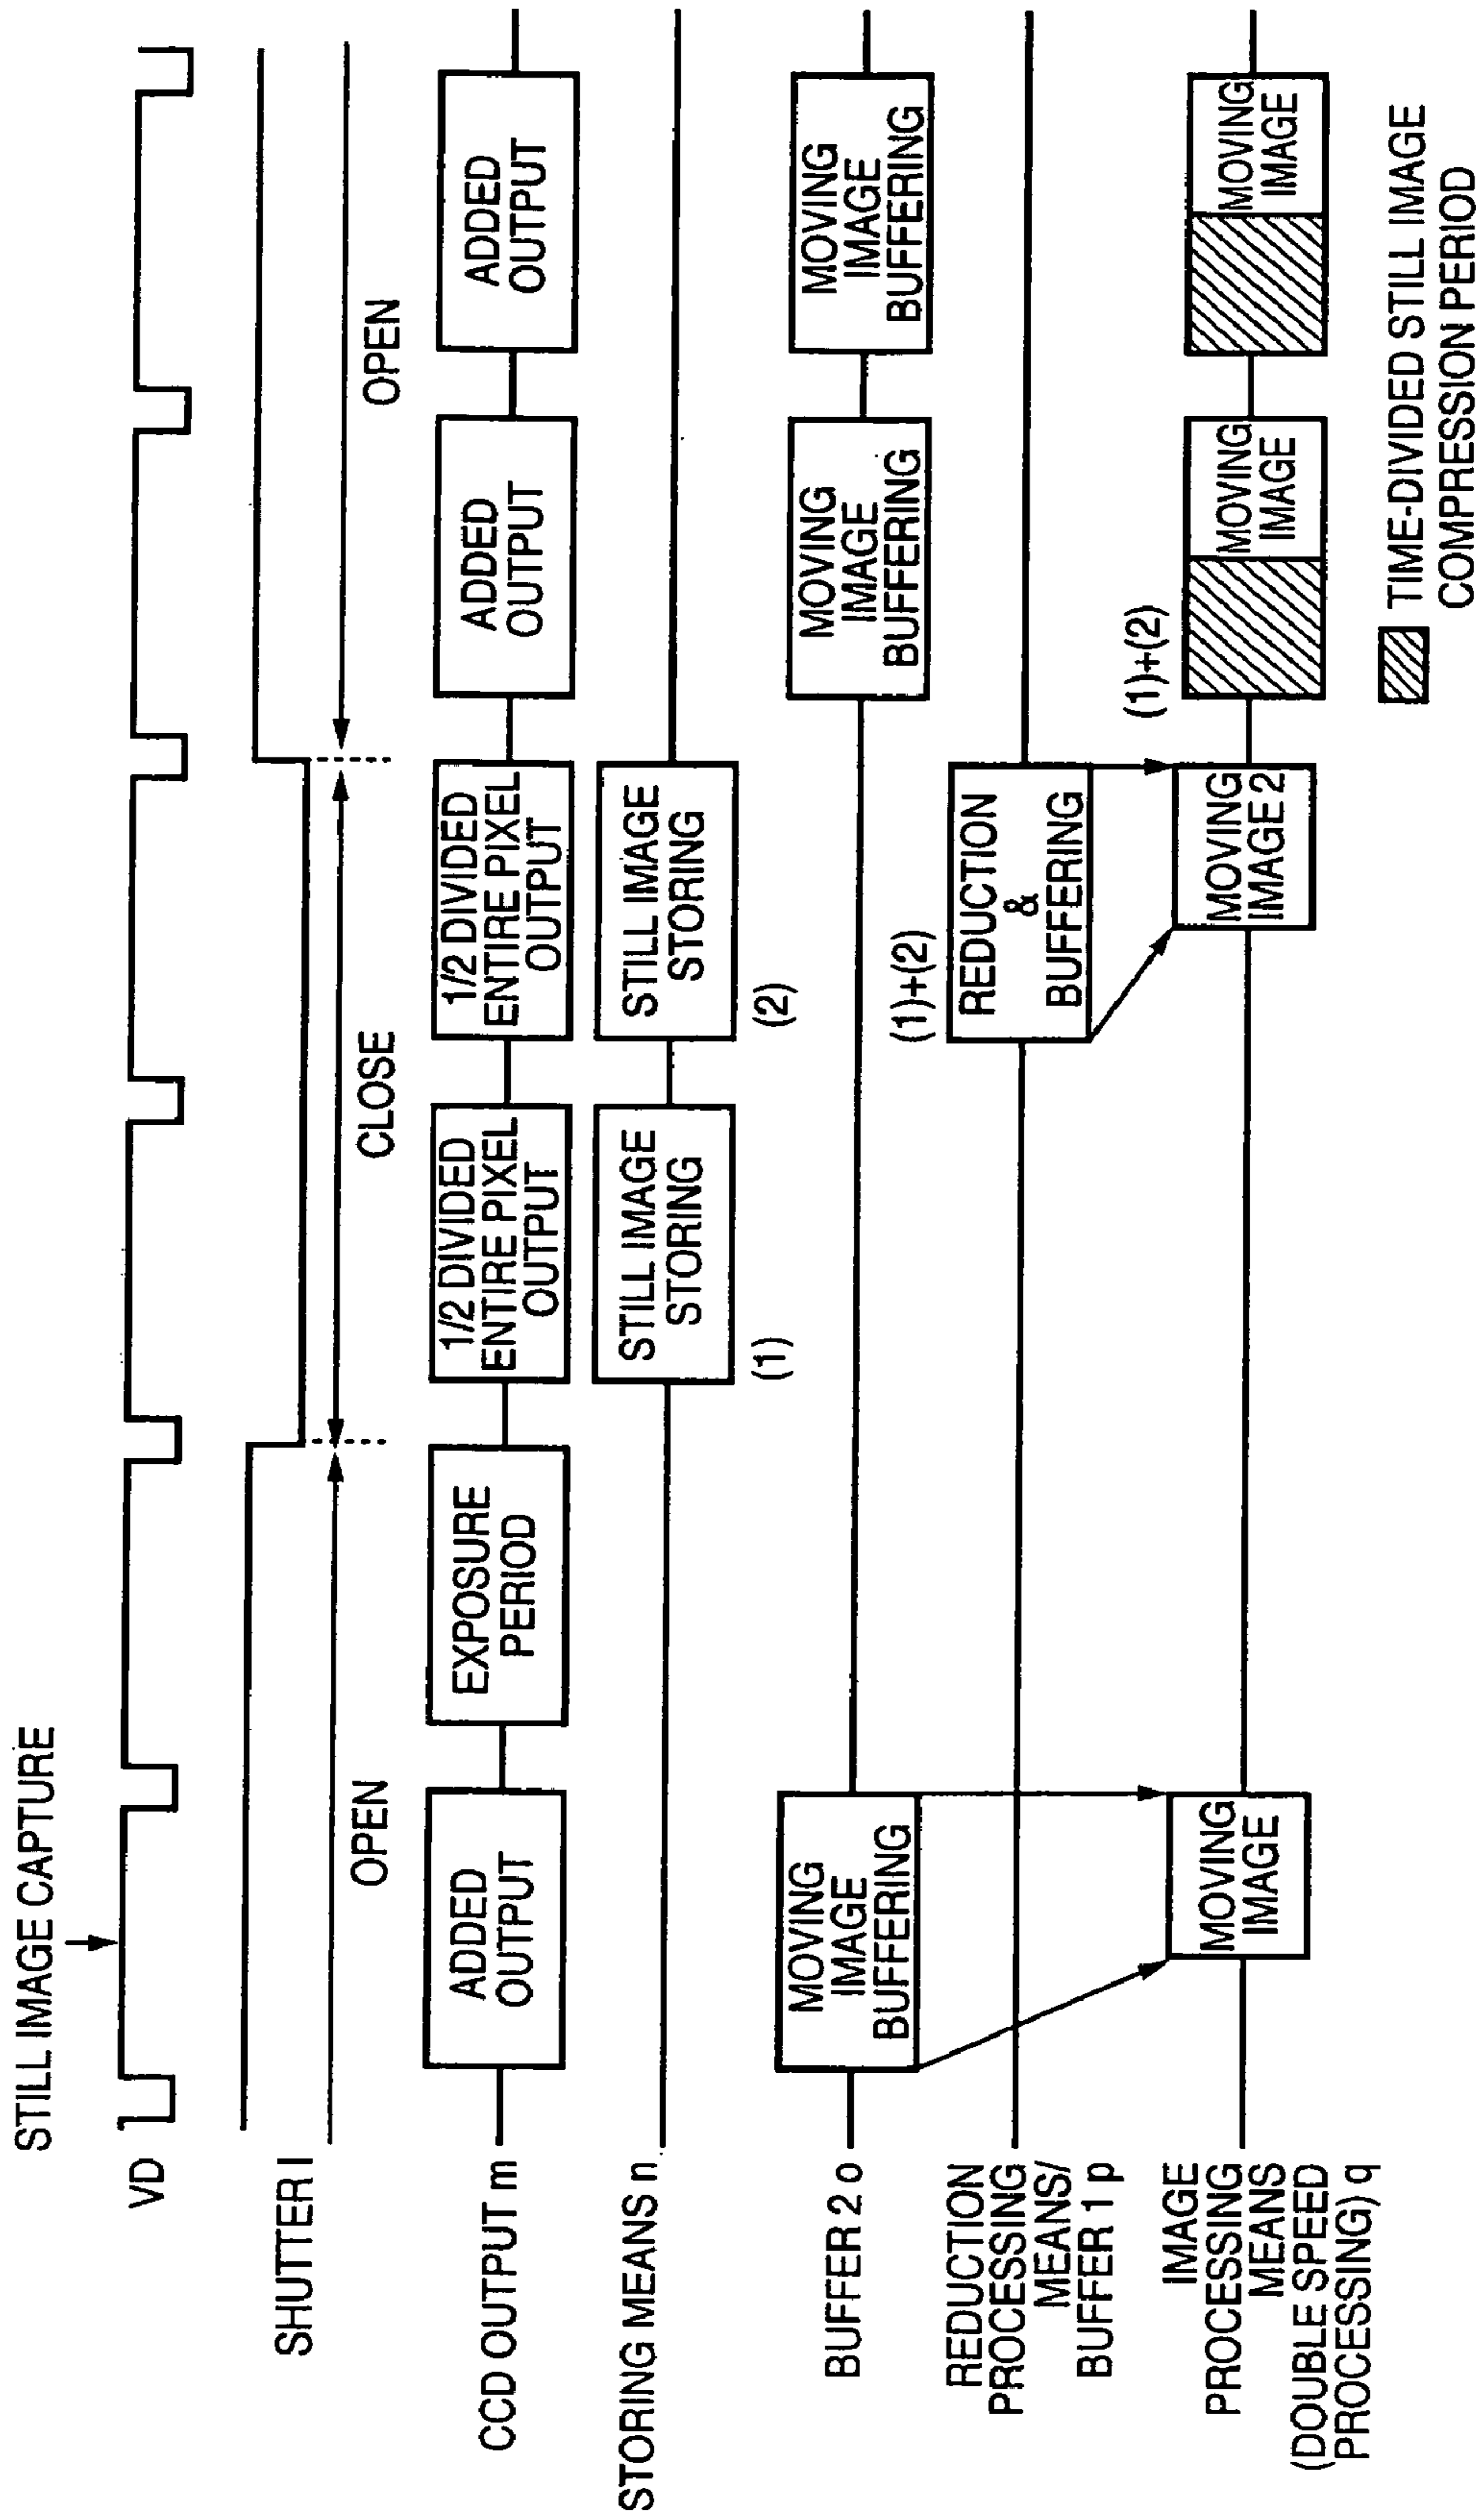 STILL IMAGE CAPTURE
VD
SHUTTER l
OPEN
CLOSE
OPEN
CCD OUTPUT m
ADDED
OUTPUT
EXPOSURE
PERIOD
1/2 DIVIDED
ENTIRE PIXEL
OUTPUT
1/2 DIVIDED
ENTIRE PIXEL
OUTPUT
ADDED
OUTPUT
ADDED
OUTPUT
STORING MEANS n
STILL IMAGE
STORING
STILL IMAGE
STORING
(1)
(2)
BUFFER 2 o
MOVING
IMAGE
BUFFERING
MOVING
IMAGE
BUFFERING
MOVING
IMAGE
BUFFERING
REDUCTION
PROCESSING
MEANS/
BUFFER 1 p
(1)+(2)
REDUCTION
&
BUFFERING
IMAGE
PROCESSING
MEANS
(DOUBLE SPEED
PROCESSING) q
MOVING
IMAGE
MOVING
IMAGE 2
(1)+(2)
MOVING
IMAGE
MOVING
IMAGE
TIME-DIVIDED STILL IMAGE
COMPRESSION PERIOD